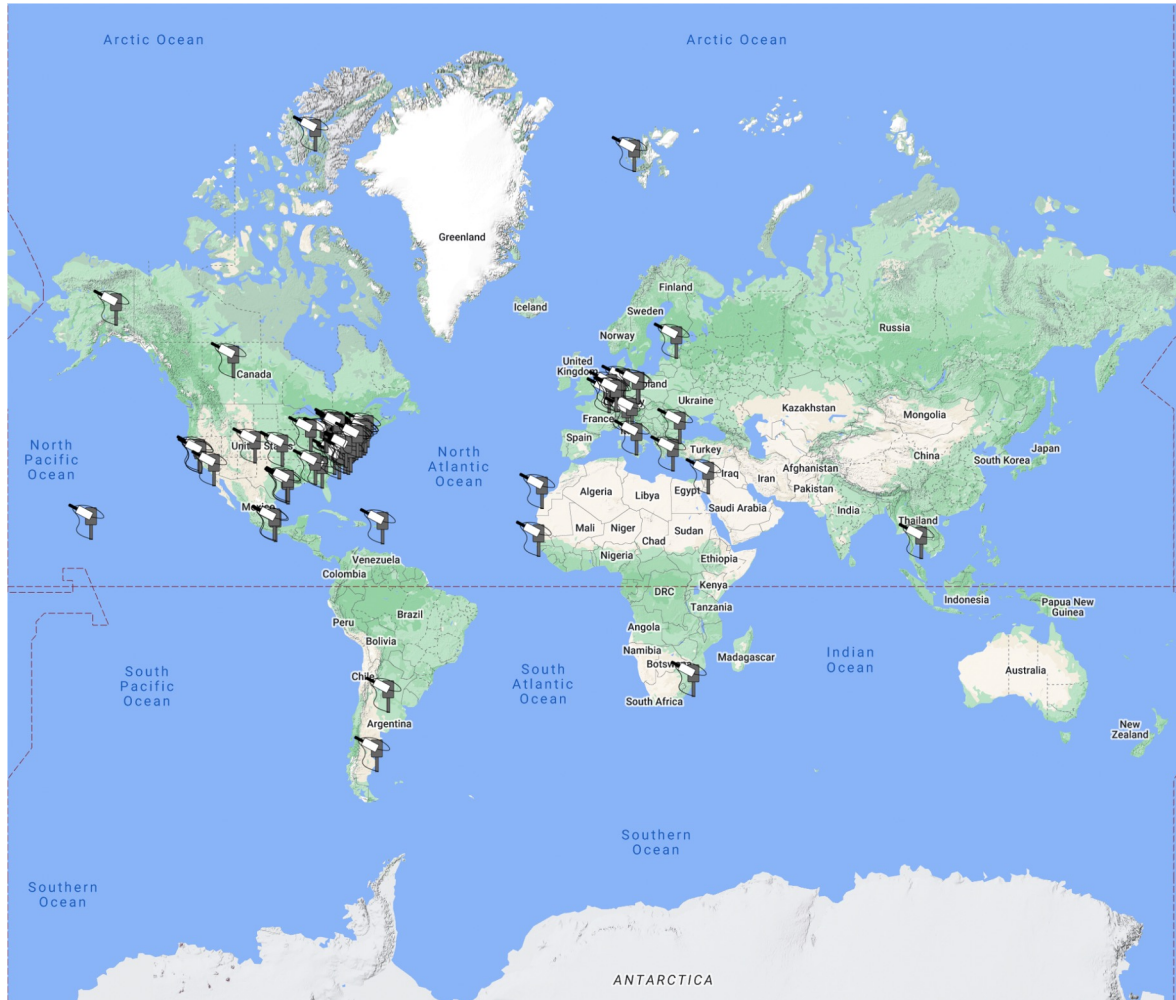 Arctic Ocean
Arctic Ocean
Greenland
Iceland
Finland
Sweden
Norway
Russia
Canada
United
Kingdom
Ukraine
France
Kazakhstan
Mongolia
North
Pacific
Ocean
North
Atlantic
Ocean
Spain
Turkey
Japan
South Korea
China
Afghanistan
Iraq
Iran
Pakistan
Algeria
Libya
Egypt
Saudi Arabia
India
Thailand
Mali
Niger
Chad
Sudan
Nigeria
Ethiopia
Venezuela
Colombia
Kenya
DRC
Tanzania
Indonesia
Papua New
Guinea
Brazil
Peru
Bolivia
Angola
Namibia
Madagascar
South
Pacific
Ocean
South
Atlantic
Ocean
Indian
Ocean
Australia
Chile
South Africa
Argentina
New
Zealand
Southern
Ocean
Southern
Ocean
ANTARCTICA